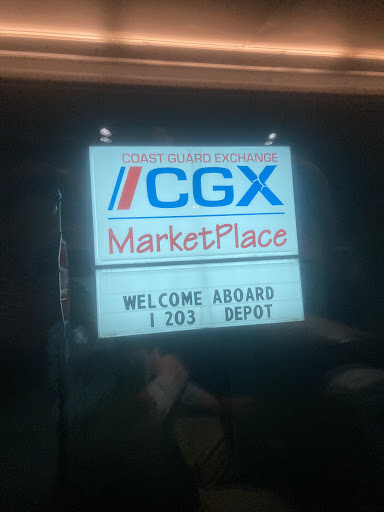 COAST GUARD EXCHANGE
CGX
MarketPlace
WELCOME ABOARD
1 203 DEPOT